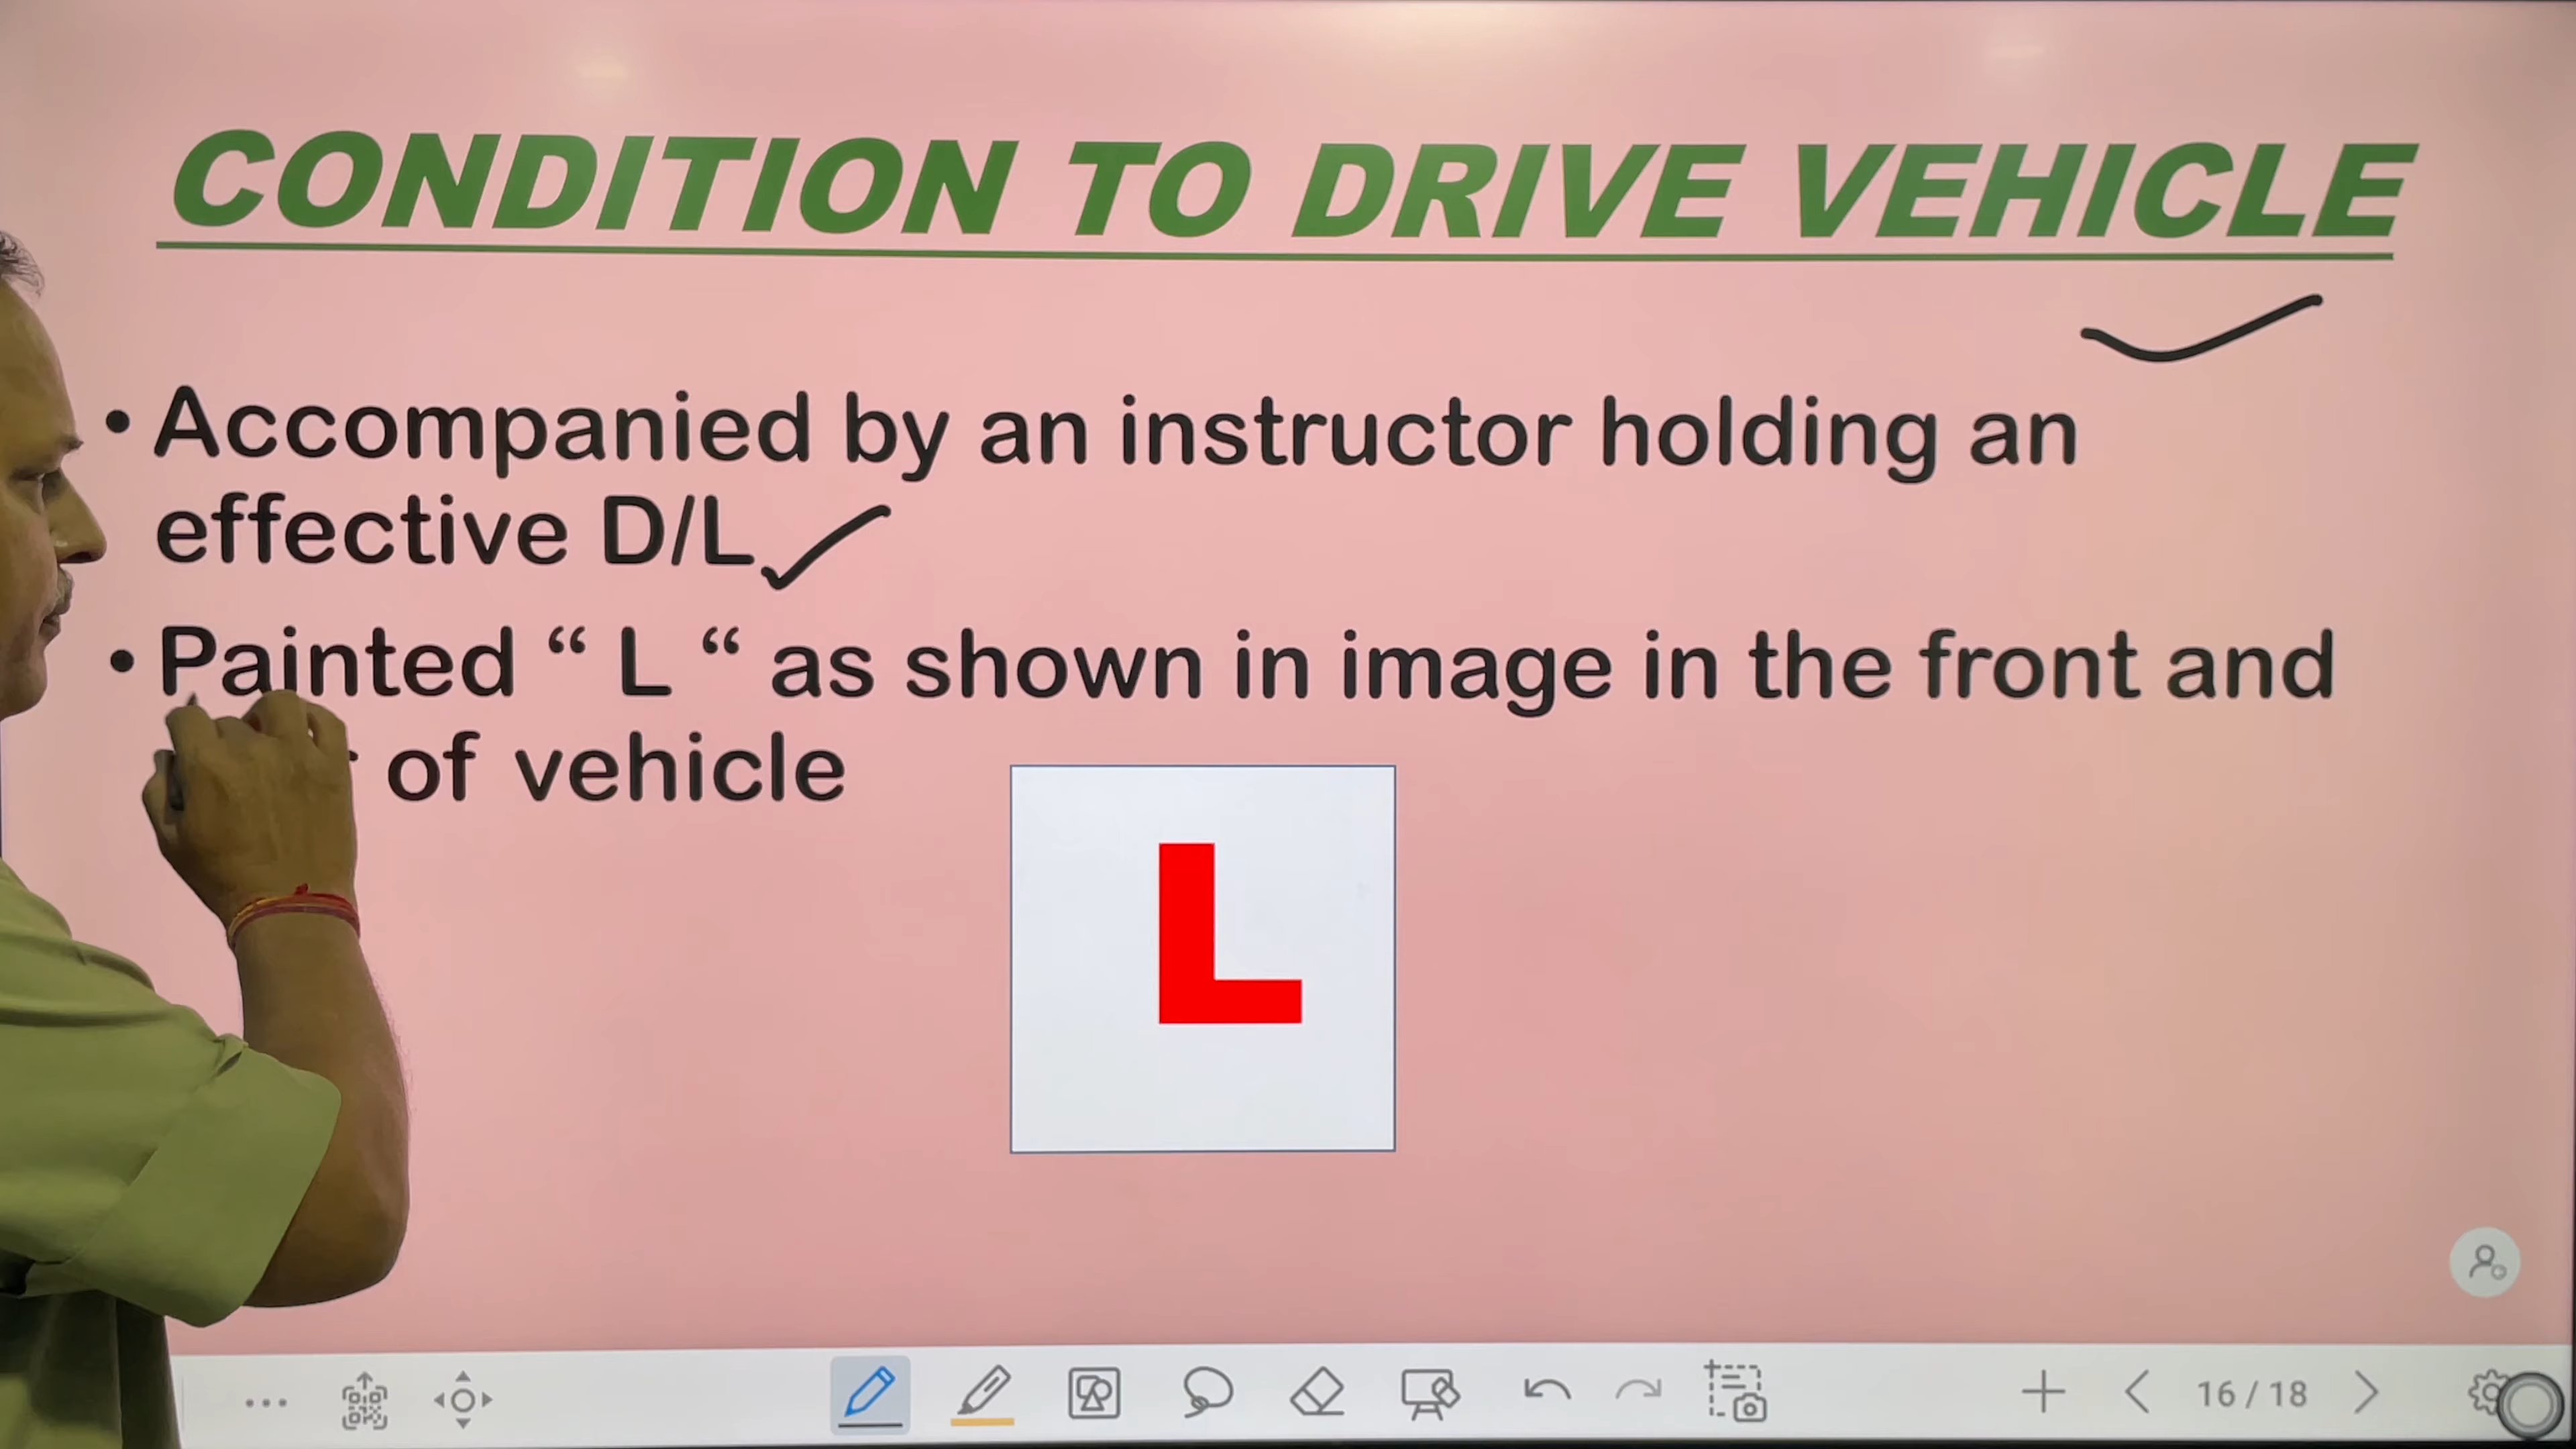 CONDITION TO DRIVE VEHICLE
• Accompanied by an instructor holding an
effective D/L
• Painted “ L “ as shown in image in the front and
of vehicle
L
16 / 18